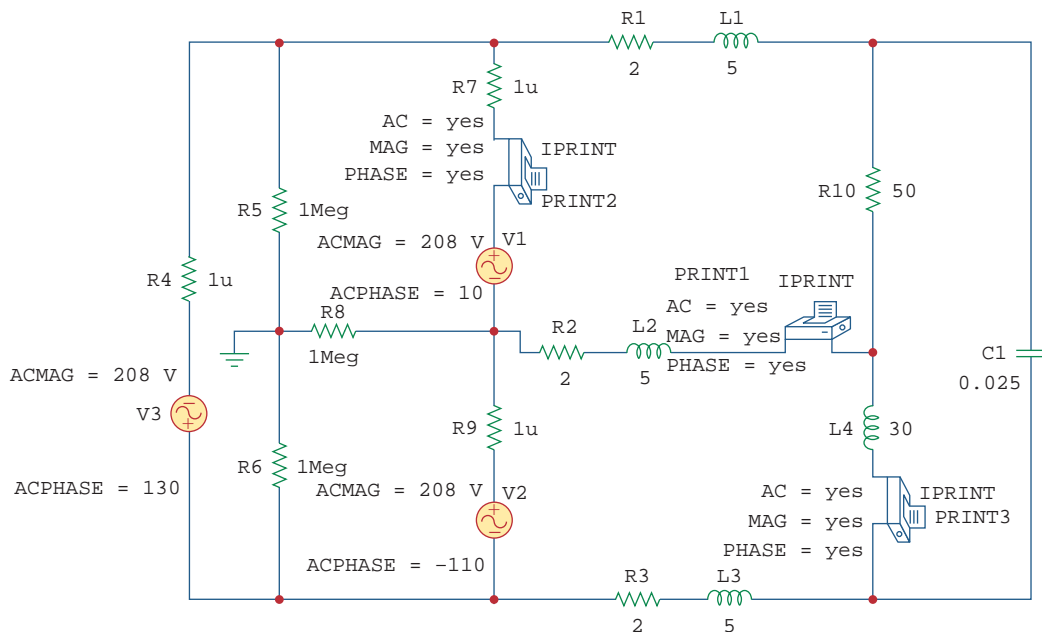 R1
L1
2
5
R7
1u
AC = yes
MAG = yes
PHASE = yes
IPRINT
PRINT2
R5
1Meg
R10
50
ACMAG = 208 V
V1
ACPHASE = 10
R4
1u
R8
1Meg
PRINT1
IPRINT
AC = yes
MAG = yes
PHASE = yes
R2
L2
2
5
C1
0.025
ACMAG = 208 V
V3
ACPHASE = 130
R9
1u
L4
30
R6
1Meg
ACMAG = 208 V
V2
ACPHASE = –110
AC = yes
MAG = yes
PHASE = yes
IPRINT
PRINT3
R3
L3
2
5